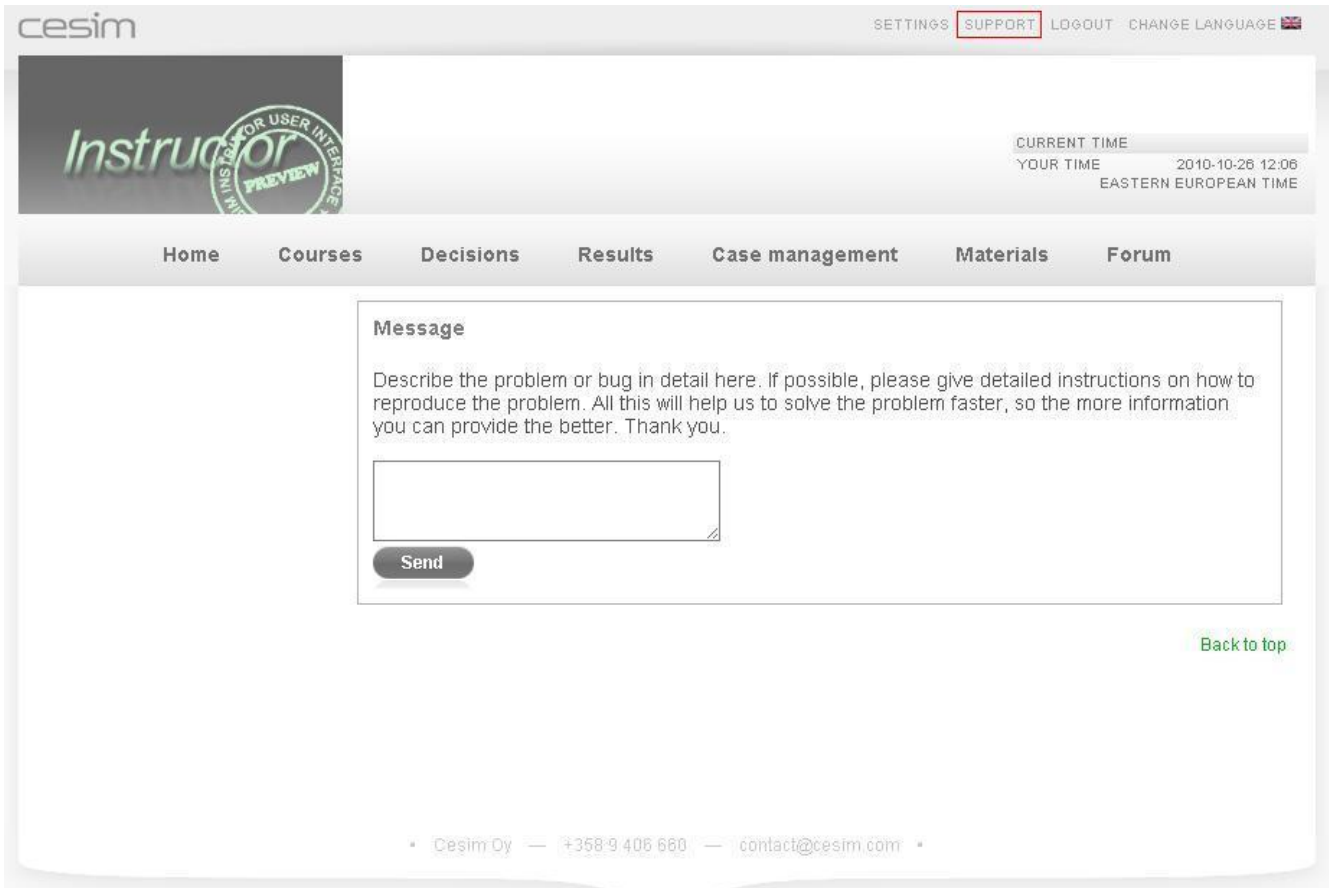 cesim
SETTINGS SUPPORT LOGOUT CHANGE LANGUAGE
Instructor
OR USER INTERFACE
PREVIEW
CURRENT TIME
YOUR TIME 2010-10-26 12:06
EASTERN EUROPEAN TIME
Home Courses Decisions Results Case management Materials Forum
Message
Describe the problem or bug in detail here. If possible, please give detailed instructions on how to
reproduce the problem. All this will help us to solve the problem faster, so the more information
you can provide the better. Thank you.
Send
Back to top
• Cesim Oy — +358 9 406 660 — contact@cesim.com •